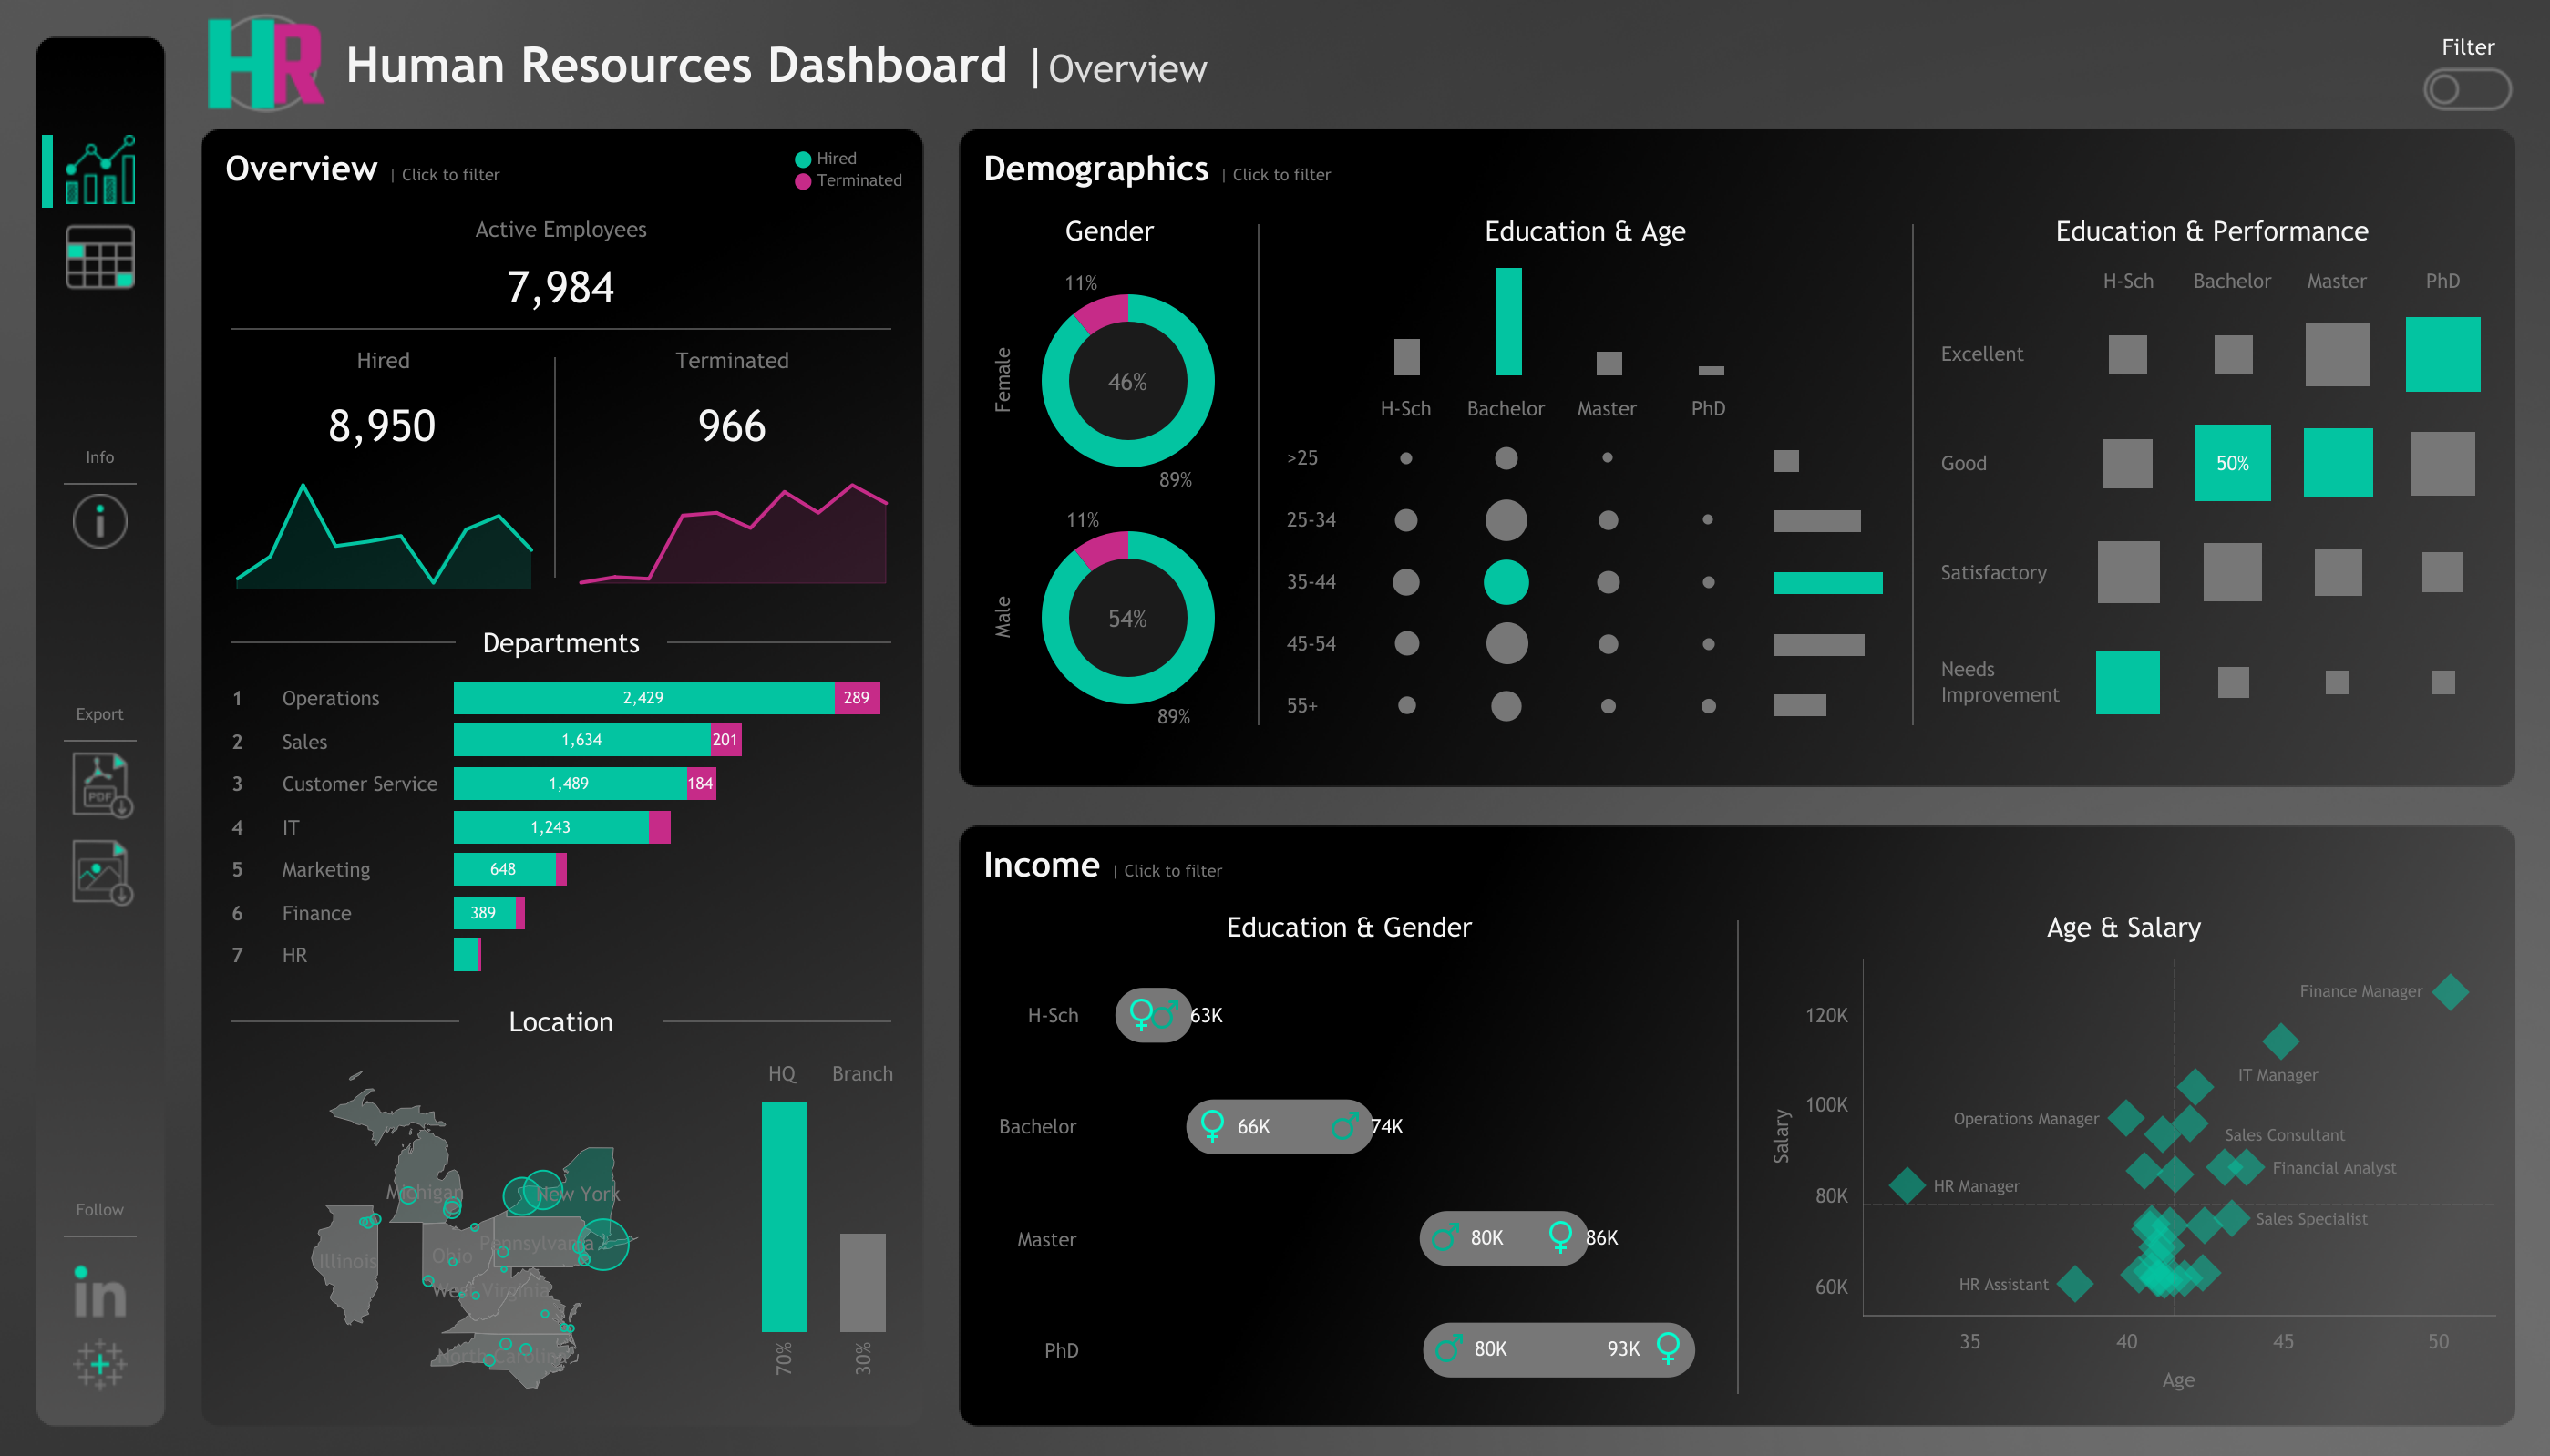 HR
Human Resources Dashboard | Overview
Filter
Info
Export
PDF
Follow
in
Overview | Click to filter
Hired
Terminated
Active Employees
7,984
Hired
8,950
Terminated
966
Departments
1 Operations 2,429 289
2 Sales 1,634 201
3 Customer Service 1,489 184
4 IT 1,243
5 Marketing 648
6 Finance 389
7 HR
Location
Michigan
New York
Illinois
Ohio
Pennsylvania
West Virginia
North Carolina
HQ Branch
70% 30%
Demographics | Click to filter
Gender
Female
11%
46%
89%
Male
11%
54%
89%
Education & Age
H-Sch Bachelor Master PhD
>25
25-34
35-44
45-54
55+
Education & Performance
H-Sch Bachelor Master PhD
Excellent
Good 50%
Satisfactory
Needs
Improvement
Income | Click to filter
Education & Gender
H-Sch 63K
Bachelor 66K 74K
Master 80K 86K
PhD 80K 93K
Age & Salary
Salary
120K
100K
80K
60K
Finance Manager
IT Manager
Operations Manager
Sales Consultant
Financial Analyst
HR Manager
Sales Specialist
HR Assistant
35 40 45 50
Age